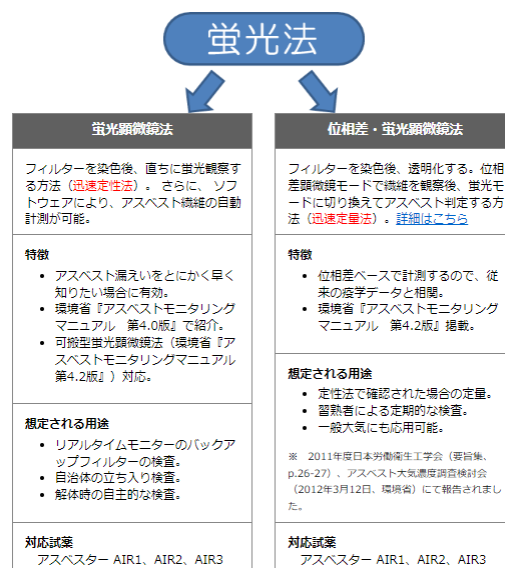 蛍光法
蛍光顕微鏡法
フィルターを染色後、直ちに蛍光観察す
る方法（迅速定性法）。 さらに、 ソフ
トウェアにより、アスベスト繊維の自動
計測が可能。
特徴
• アスベスト漏えいをとにかく早く
知りたい場合に有効。
• 環境省『アスベストモニタリング
マニュアル　第4.0版』で紹介。
• 可搬型蛍光顕微鏡法（環境省『ア
スベストモニタリングマニュアル
第4.2版』）対応。
想定される用途
• リアルタイムモニターのバックア
ップフィルターの検査。
• 自治体の立ち入り検査。
• 解体時の自主的な検査。
対応試薬
アスベスター AIR1、AIR2、AIR3
位相差・蛍光顕微鏡法
フィルターを染色後、透明化する。位相
差顕微鏡モードで繊維を観察後、蛍光モ
ードに切り換えてアスベスト判定する方
法（迅速定量法）。詳細はこちら
特徴
• 位相差ベースで計測するので、従
来の疫学データと相関。
• 環境省『アスベストモニタリング
マニュアル　第4.2版』掲載。
想定される用途
• 定性法で確認された場合の定量。
• 習熟者による定期的な検査。
• 一般大気にも応用可能。
※　2011年度日本労働衛生工学会（要旨集、
p.26-27）、アスベスト大気濃度調査検討会
（2012年3月12日、環境省）にて報告されまし
た。
対応試薬
アスベスター AIR1、AIR2、AIR3